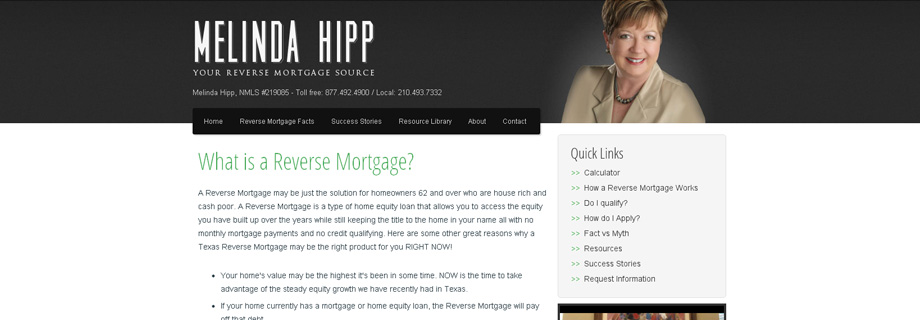 MELINDA HIPP
YOUR REVERSE MORTGAGE SOURCE
Melinda Hipp, NMLS #219085 - Toll free: 877.492.4900 / Local: 210.493.7332
Home Reverse Mortgage Facts Success Stories Resource Library About Contact
What is a Reverse Mortgage?
A Reverse Mortgage may be just the solution for homeowners 62 and over who are house rich and
cash poor. A Reverse Mortgage is a type of home equity loan that allows you to access the equity
you have built up over the years while still keeping the title to the home in your name all with no
monthly mortgage payments and no credit qualifying. Here are some other great reasons why a
Texas Reverse Mortgage may be the right product for you RIGHT NOW!
• Your home's value may be the highest it's been in some time. NOW is the time to take
advantage of the steady equity growth we have recently had in Texas.
• If your home currently has a mortgage or home equity loan, the Reverse Mortgage will pay
off that debt
Quick Links
>> Calculator
>> How a Reverse Mortgage Works
>> Do I qualify?
>> How do I Apply?
>> Fact vs Myth
>> Resources
>> Success Stories
>> Request Information